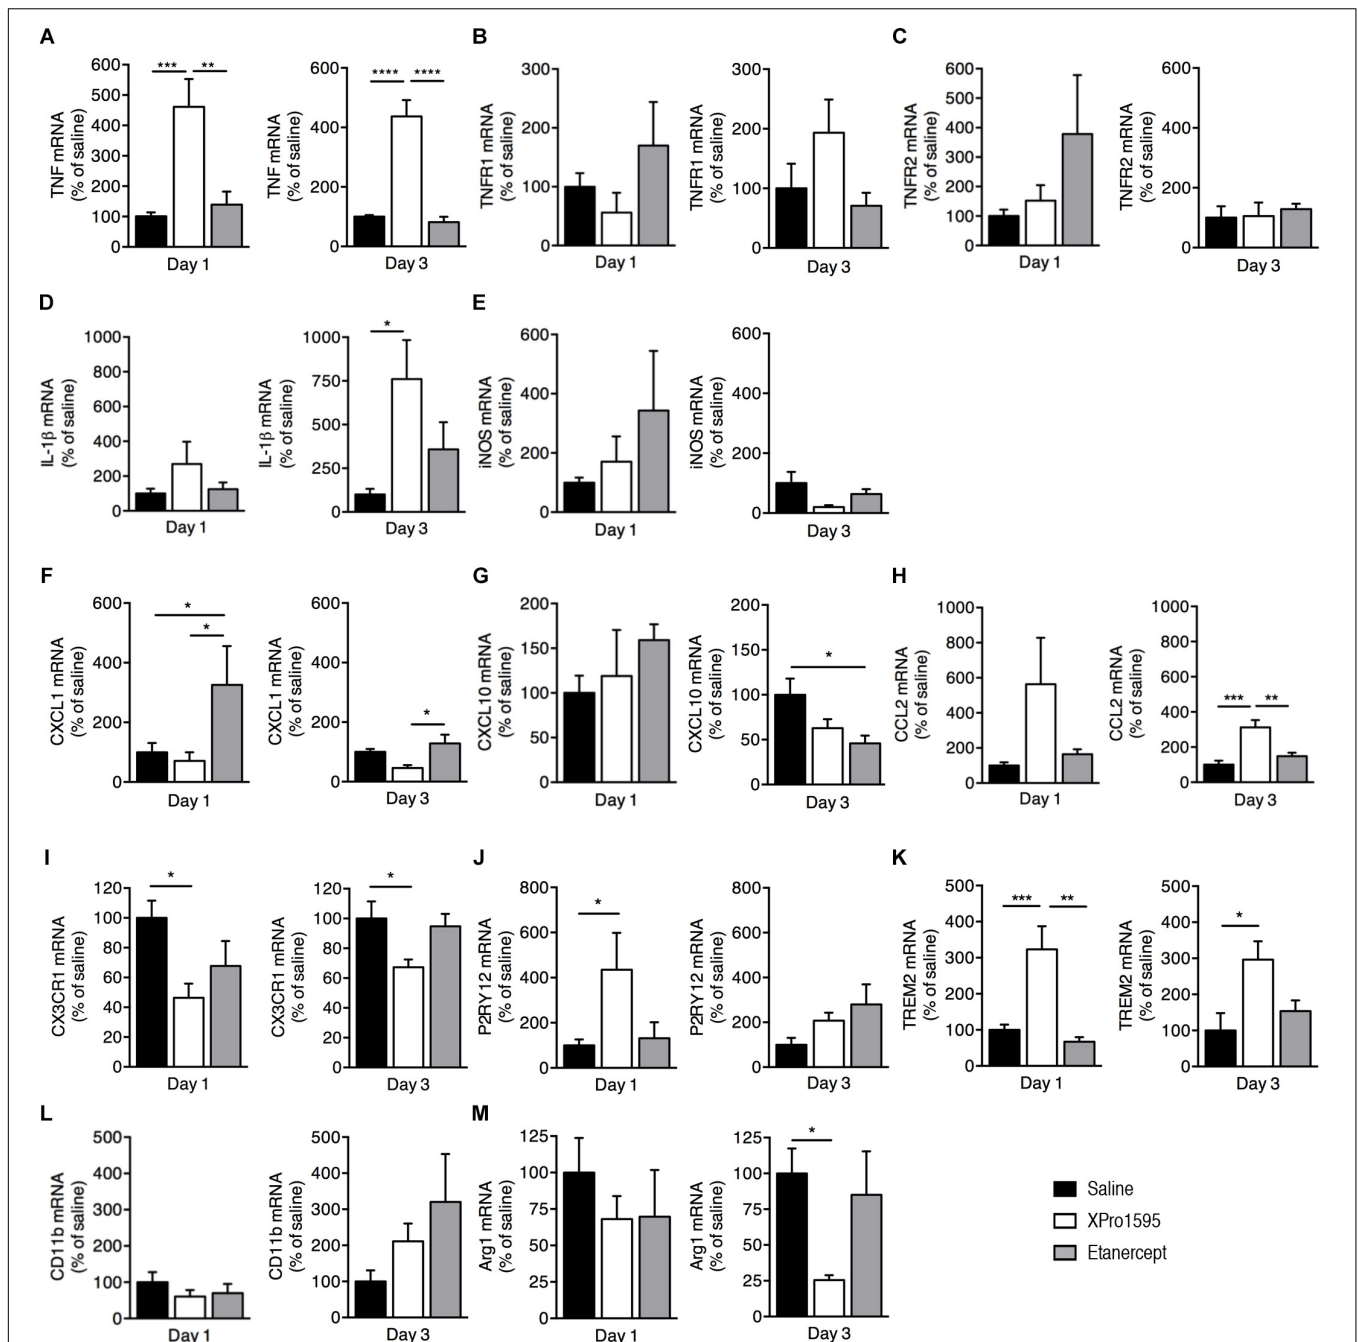 A
TNF mRNA
(% of saline)
600
500
400
300
200
100
0
***
**
Day 1
TNF mRNA
(% of saline)
600
400
200
0
****
****
Day 3
B
TNFR1 mRNA
(% of saline)
300
200
100
0
Day 1
TNFR1 mRNA
(% of saline)
300
200
100
0
Day 3
C
TNFR2 mRNA
(% of saline)
600
500
400
300
200
100
0
Day 1
TNFR2 mRNA
(% of saline)
600
400
200
0
Day 3
D
IL-1β mRNA
(% of saline)
1000
800
600
400
200
0
Day 1
IL-1β mRNA
(% of saline)
1000
750
500
250
0
*
Day 3
E
iNOS mRNA
(% of saline)
600
400
200
0
Day 1
iNOS mRNA
(% of saline)
600
400
200
0
Day 3
F
CXCL1 mRNA
(% of saline)
600
400
200
0
*
*
Day 1
CXCL1 mRNA
(% of saline)
600
400
200
0
*
Day 3
G
CXCL10 mRNA
(% of saline)
200
150
100
50
0
Day 1
CXCL10 mRNA
(% of saline)
200
150
100
50
0
*
Day 3
H
CCL2 mRNA
(% of saline)
1000
800
600
400
200
0
Day 1
CCL2 mRNA
(% of saline)
1000
800
600
400
200
0
***
**
Day 3
I
CX3CR1 mRNA
(% of saline)
120
100
80
60
40
20
0
*
Day 1
CX3CR1 mRNA
(% of saline)
120
100
80
60
40
20
0
*
Day 3
J
P2RY12 mRNA
(% of saline)
800
600
400
200
0
*
Day 1
P2RY12 mRNA
(% of saline)
800
600
400
200
0
Day 3
K
TREM2 mRNA
(% of saline)
500
400
300
200
100
0
***
**
Day 1
TREM2 mRNA
(% of saline)
500
400
300
200
100
0
*
Day 3
L
CD11b mRNA
(% of saline)
500
400
300
200
100
0
Day 1
CD11b mRNA
(% of saline)
500
400
300
200
100
0
Day 3
M
Arg1 mRNA
(% of saline)
125
100
75
50
25
0
Day 1
Arg1 mRNA
(% of saline)
125
100
75
50
25
0
*
Day 3
Saline
XPro1595
Etanercept